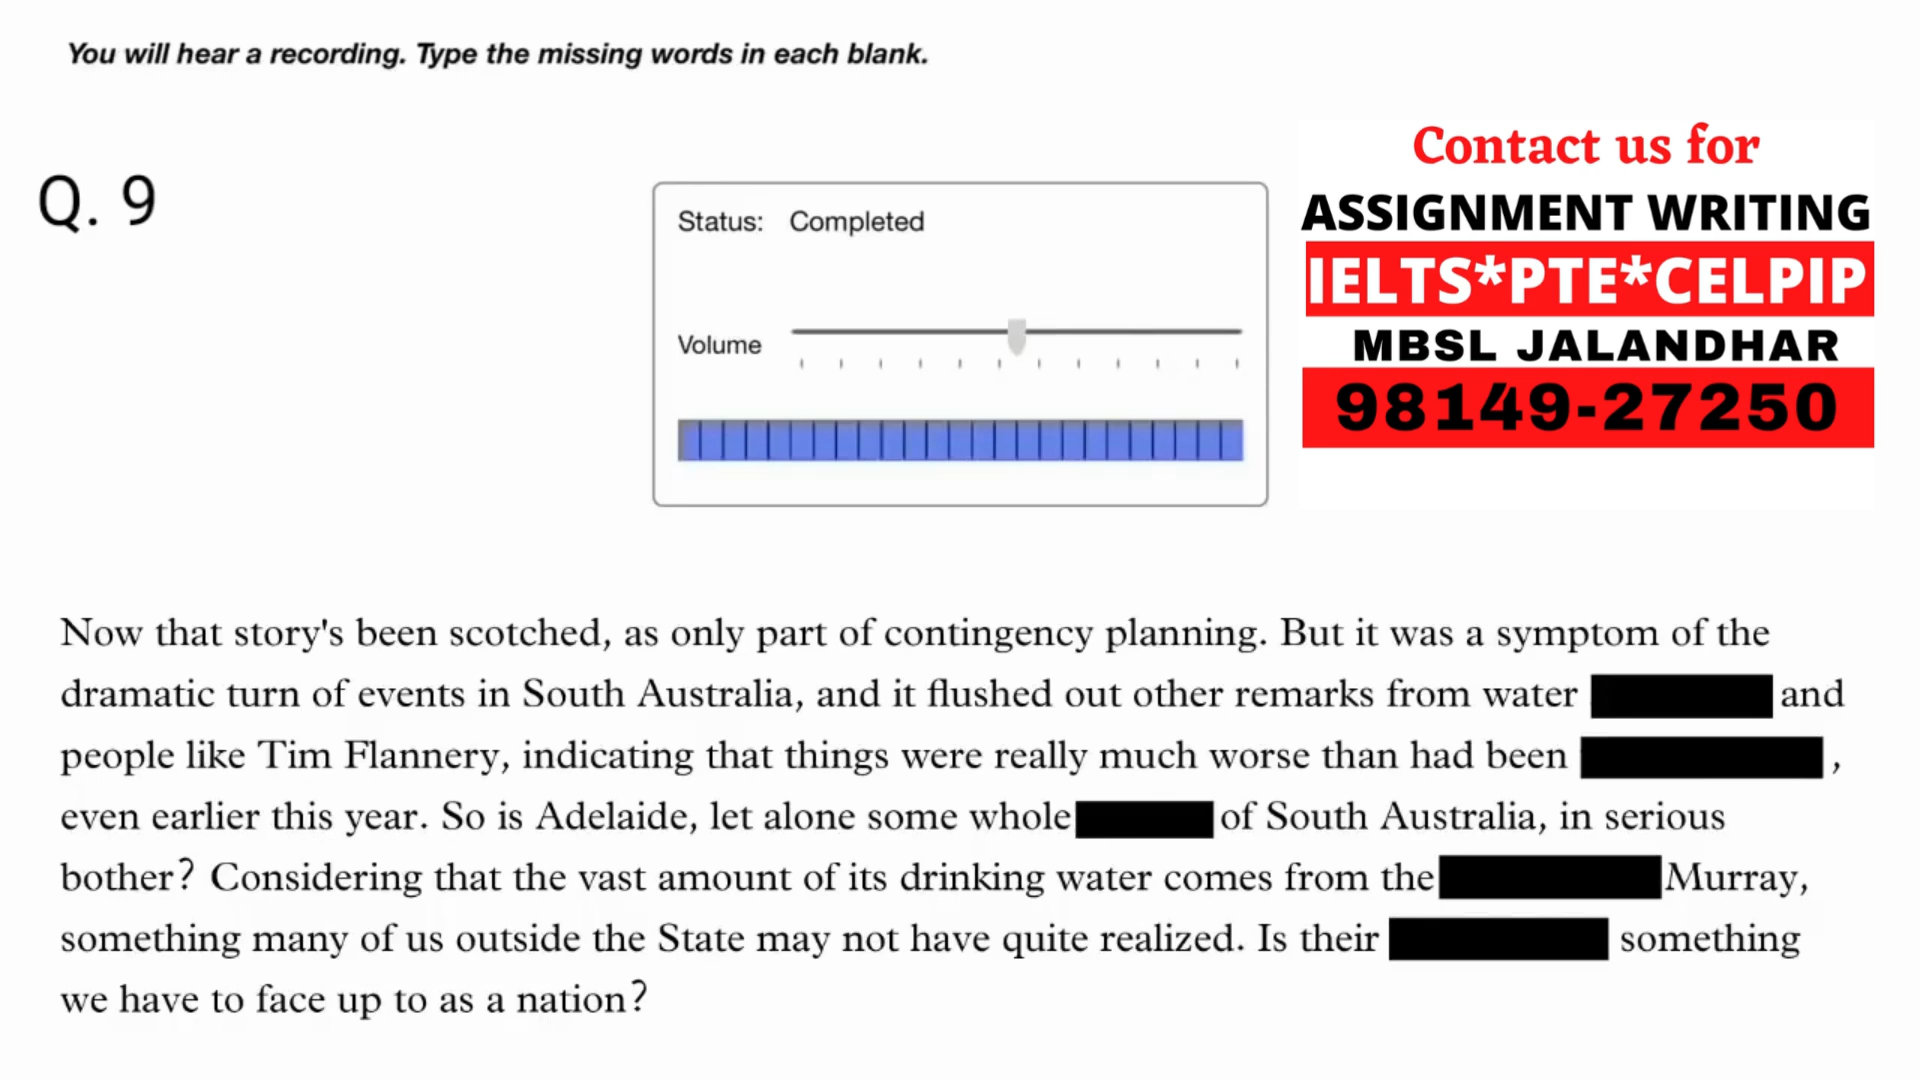 You will hear a recording. Type the missing words in each blank.
Q. 9
Status: Completed
Volume
Contact us for
ASSIGNMENT WRITING
IELTS*PTE*CELPIP
MBSL JALANDHAR
98149-27250
Now that story's been scotched, as only part of contingency planning. But it was a symptom of the
dramatic turn of events in South Australia, and it flushed out other remarks from water and
people like Tim Flannery, indicating that things were really much worse than had been ,
even earlier this year. So is Adelaide, let alone some whole of South Australia, in serious
bother? Considering that the vast amount of its drinking water comes from the Murray,
something many of us outside the State may not have quite realized. Is their something
we have to face up to as a nation?